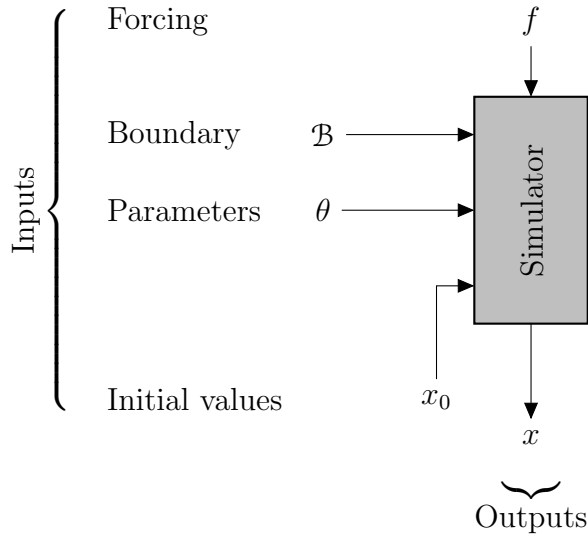 Forcing f
Boundary ℬ
Parameters θ
Initial values x₀
Inputs
Simulator
x
Outputs